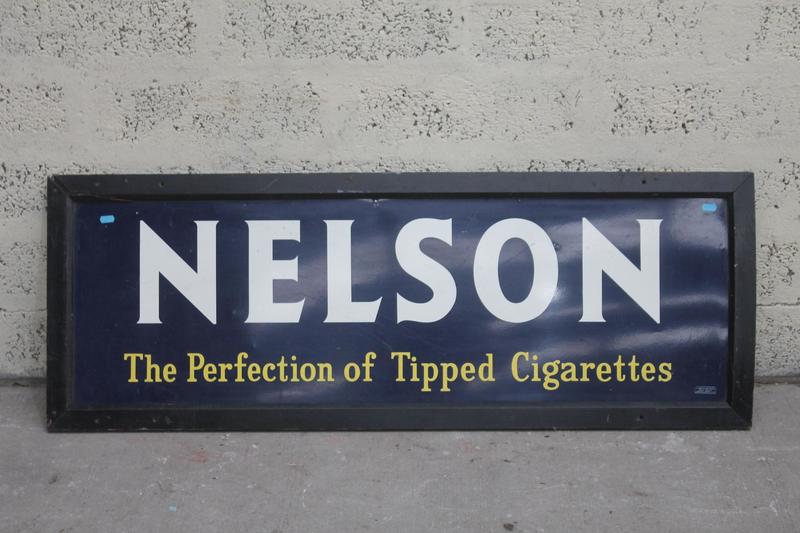 NELSON
The Perfection of Tipped Cigarettes